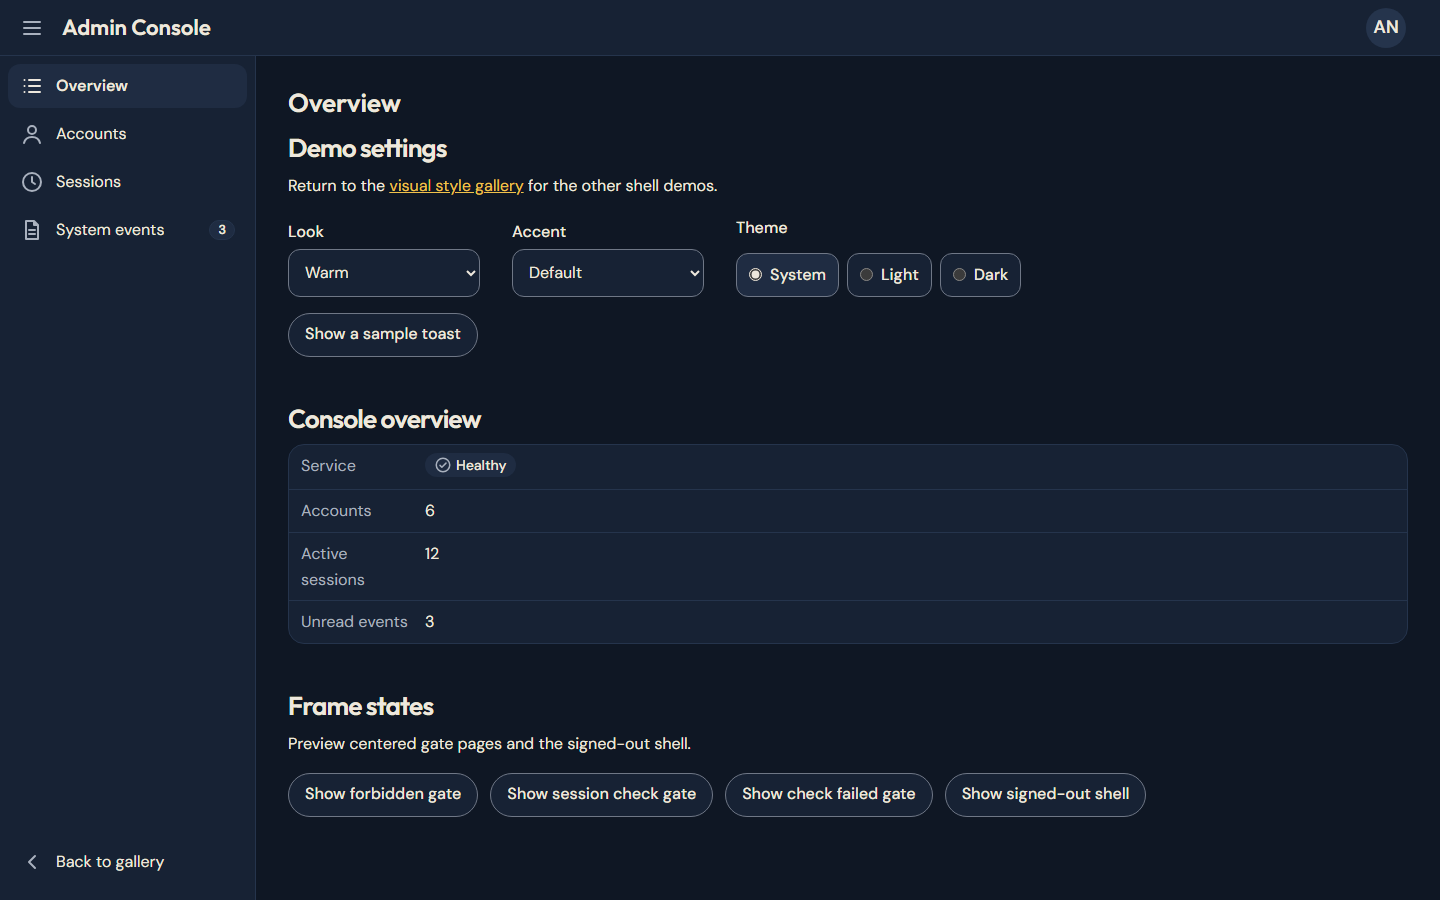 Admin Console
AN
Overview
Accounts
Sessions
System events 3
Back to gallery
Overview
Demo settings
Return to the visual style gallery for the other shell demos.
Look
Accent
Theme
Warm
Default
System
Light
Dark
Show a sample toast
Console overview
Service Healthy
Accounts 6
Active 12
sessions
Unread events 3
Frame states
Preview centered gate pages and the signed-out shell.
Show forbidden gate
Show session check gate
Show check failed gate
Show signed-out shell